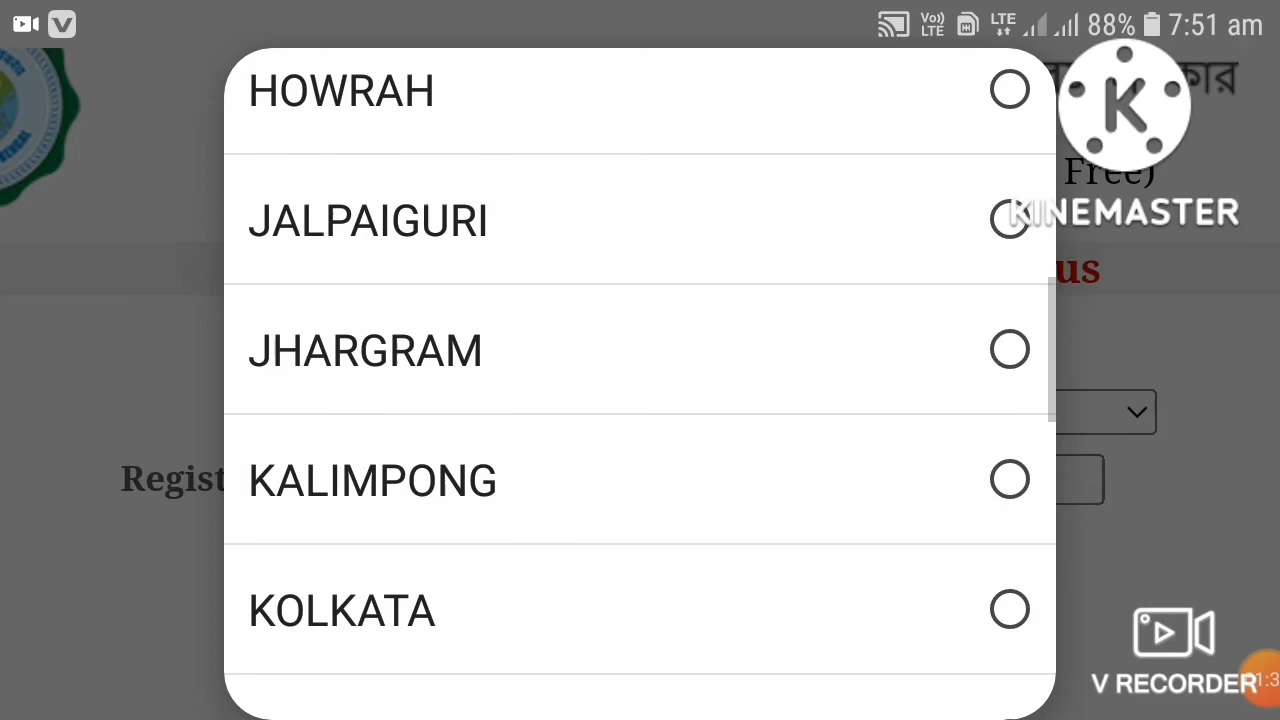 88% 7:51 am
HOWRAH
Free)
JALPAIGURI
KINEMASTER
us
JHARGRAM
Regist
KALIMPONG
KOLKATA
V RECORDER